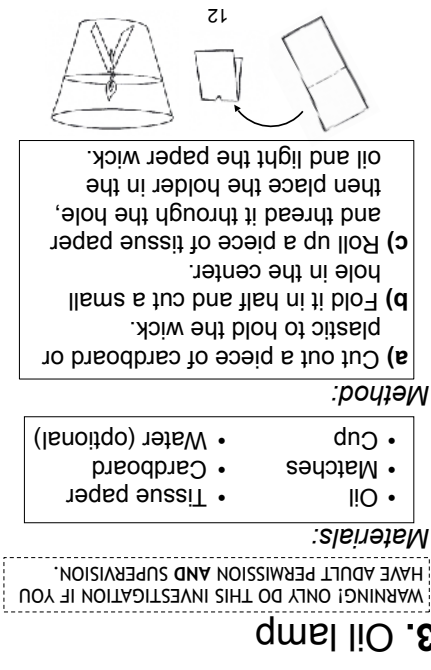 3. Oil lamp
WARNING! ONLY DO THIS INVESTIGATION IF YOU
HAVE ADULT PERMISSION AND SUPERVISION.
Materials:
• Oil
• Matches
• Cup
• Tissue paper
• Cardboard
• Water (optional)
Method:
a) Cut out a piece of cardboard or
plastic to hold the wick.
b) Fold it in half and cut a small
hole in the center.
c) Roll up a piece of tissue paper
and thread it through the hole,
then place the holder in the
oil and light the paper wick.
12